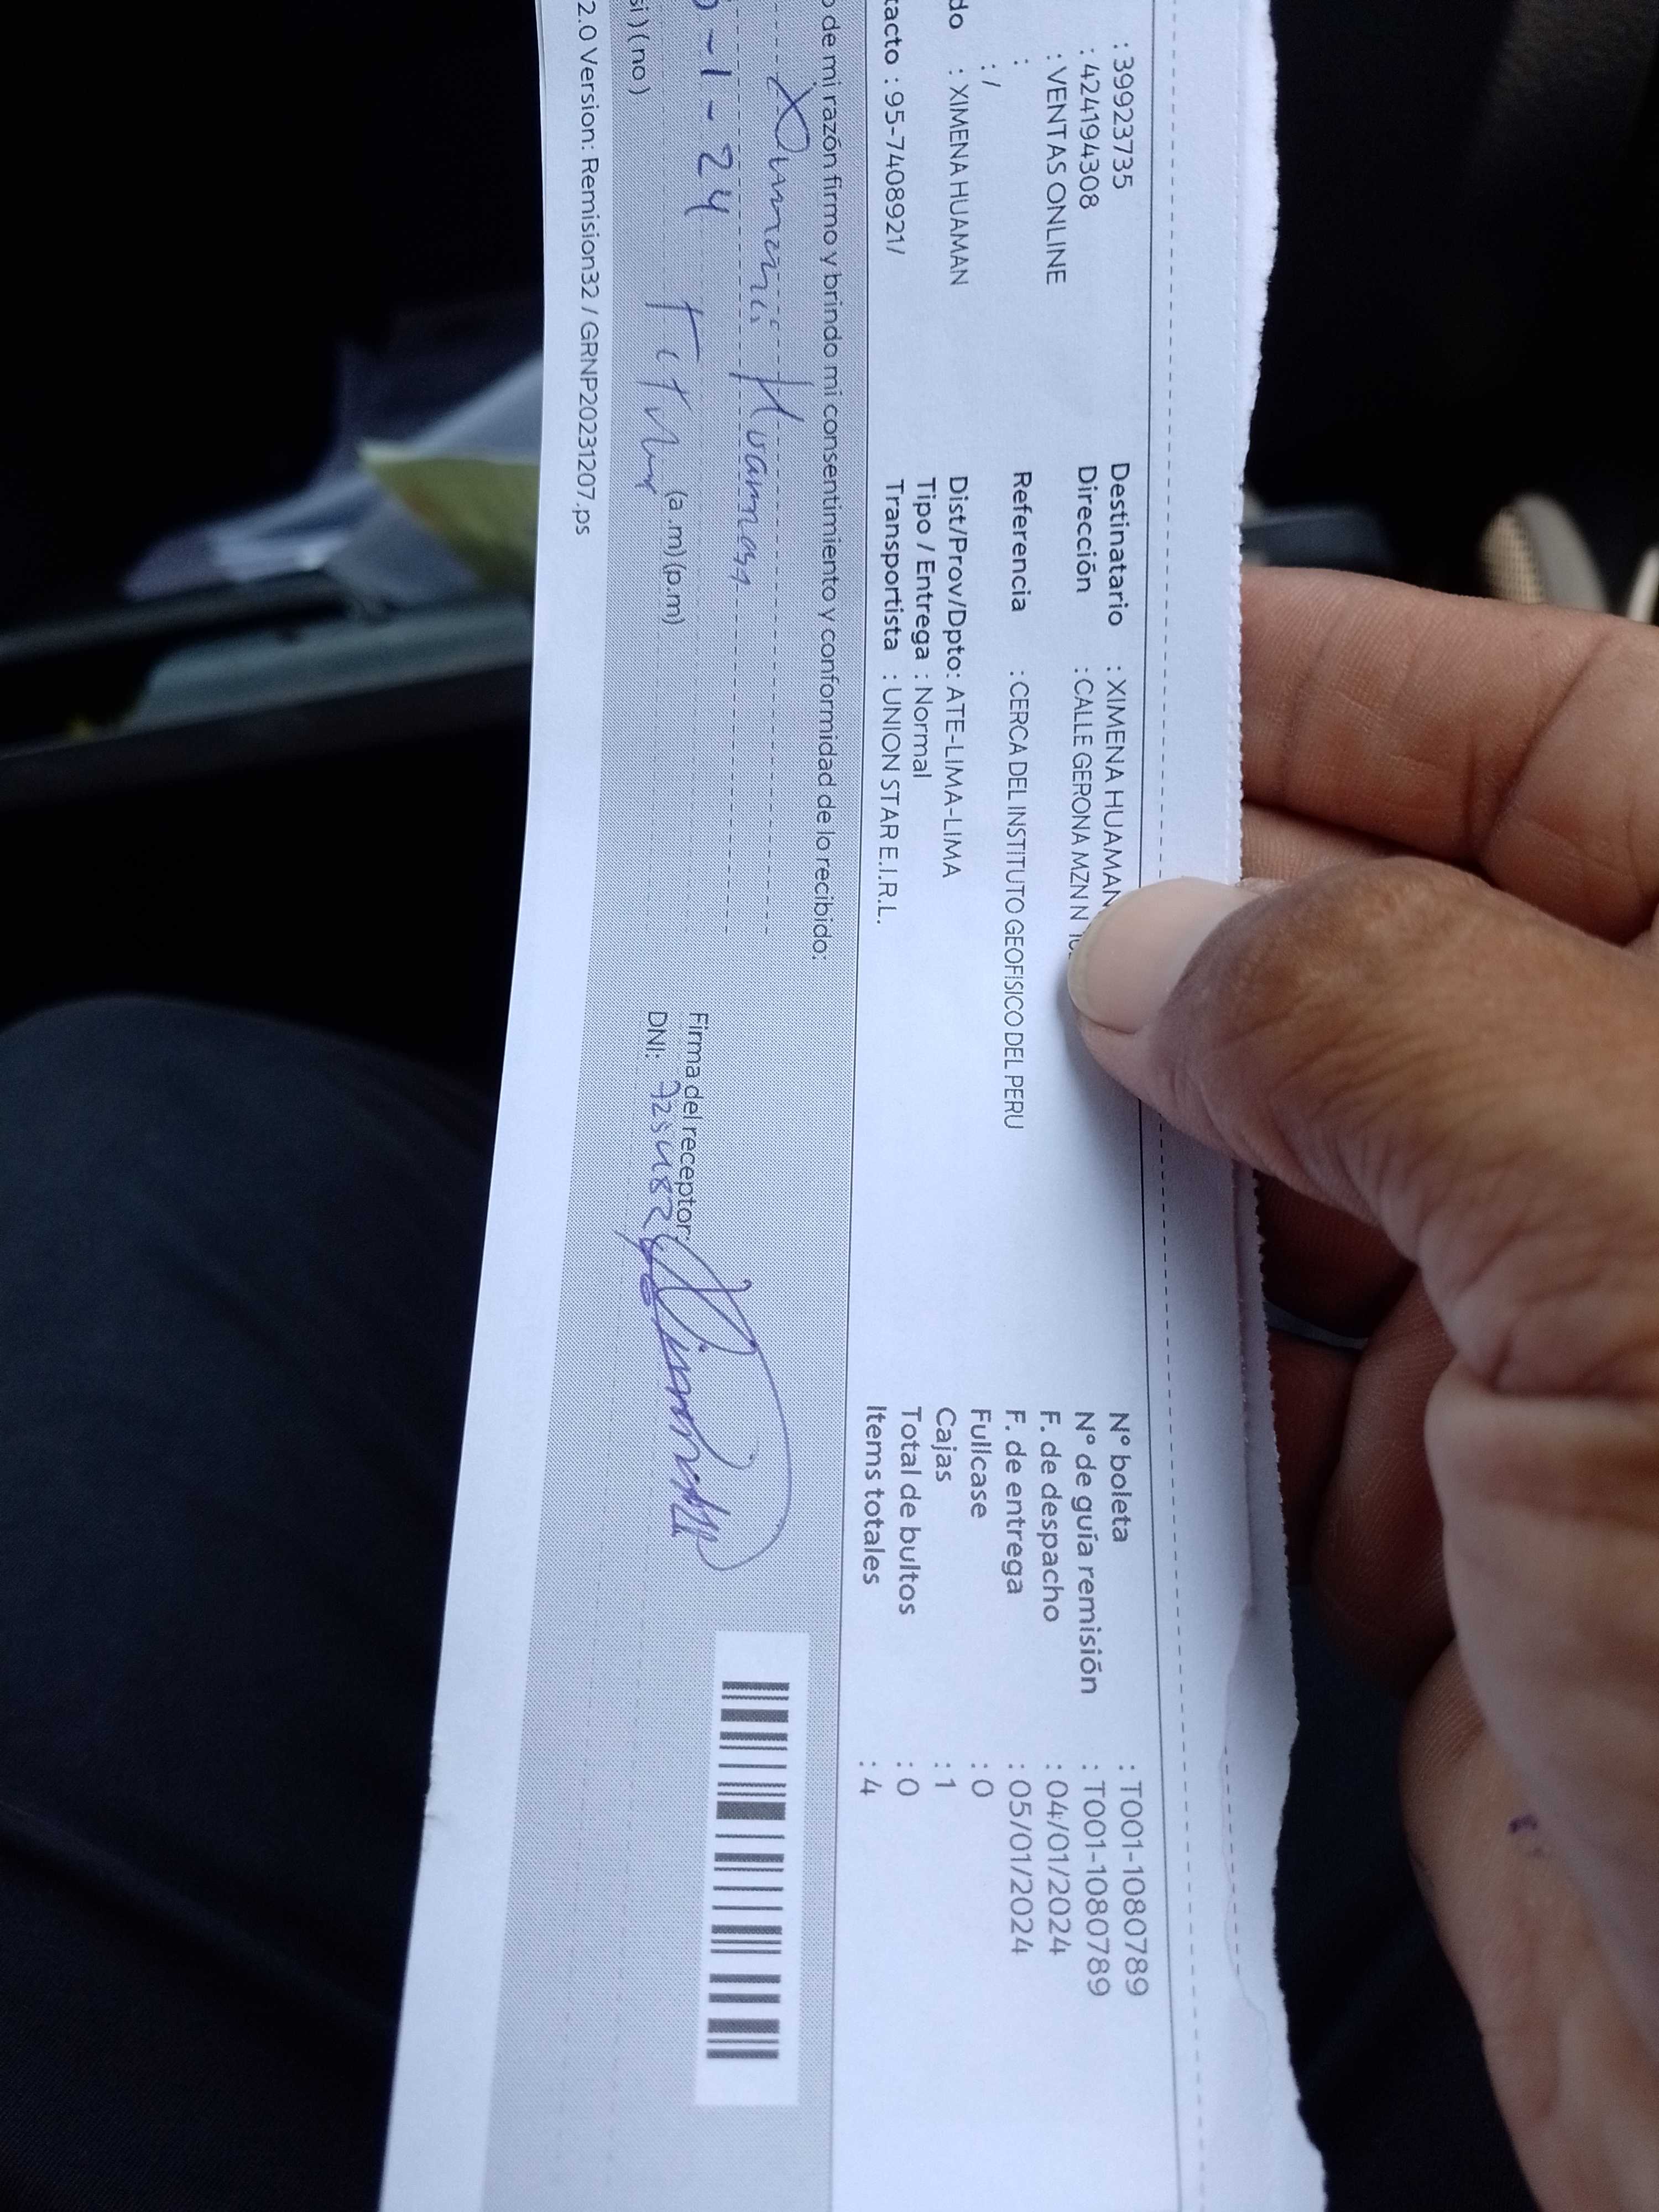 : 39923735
: 424194308
: VENTAS ONLINE
:
: /
do : XIMENA HUAMAN
tacto : 95-7408921/
Destinatario : XIMENA HUAMAN
Dirección : CALLE GERONA MZN N
Referencia : CERCA DEL INSTITUTO GEOFISICO DEL PERU
Dist/Prov/Dpto: ATE-LIMA-LIMA
Tipo / Entrega : Normal
Transportista : UNION STAR E.I.R.L.
N° boleta : T001-1080789
N° de guía remisión : T001-1080789
F. de despacho : 04/01/2024
F. de entrega : 05/01/2024
Fullcase : 0
Cajas : 1
Total de bultos : 0
Items totales : 4
o de mi razón firmo y brindo mi consentimiento y conformidad de lo recibido:
Huaman
-1-24
Titular
(a.m)(p.m)
si) (no)
Firma del receptor:
DNI:
2.0 Version: Remision32 / GRNP20231207.ps